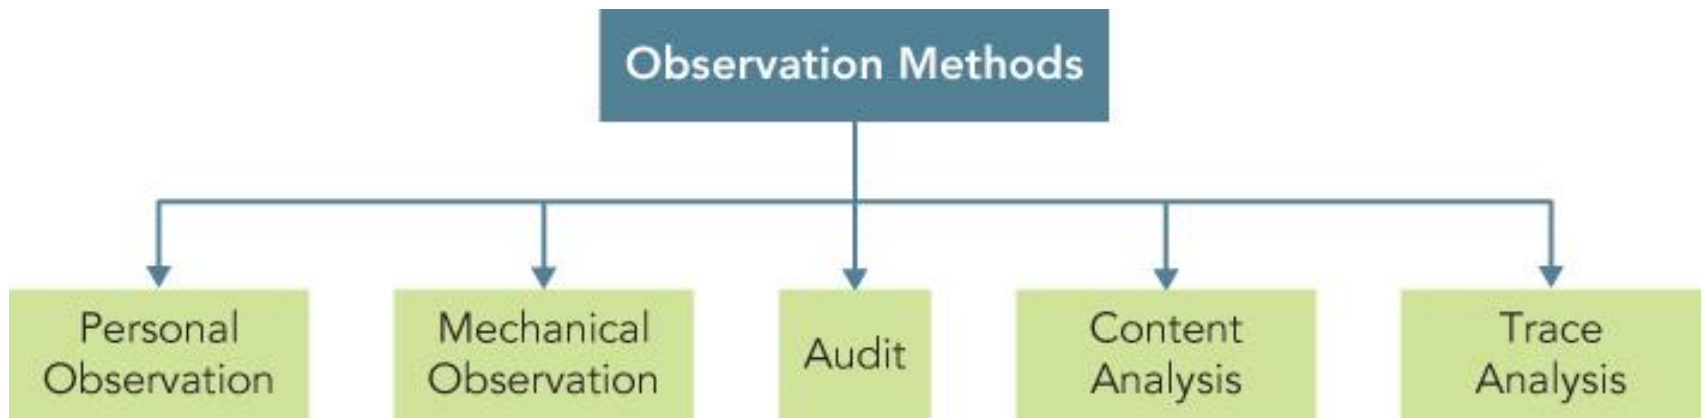 Observation Methods
Personal
Observation
Mechanical
Observation
Audit
Content
Analysis
Trace
Analysis